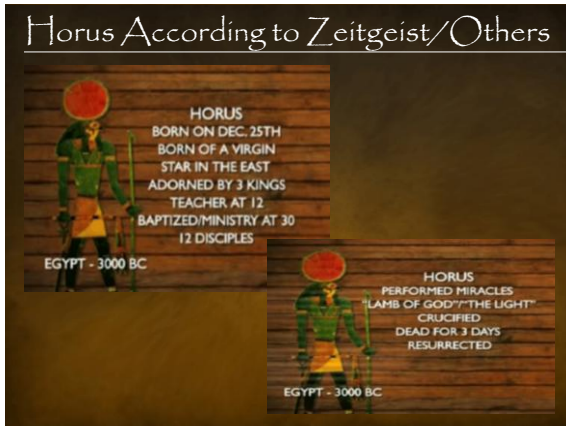 Horus According to Zeitgeist/Others
HORUS
BORN ON DEC. 25TH
BORN OF A VIRGIN
STAR IN THE EAST
ADORNED BY 3 KINGS
TEACHER AT 12
BAPTIZED/MINISTRY AT 30
12 DISCIPLES
EGYPT - 3000 BC
HORUS
PERFORMED MIRACLES
"LAMB OF GOD"/"THE LIGHT"
CRUCIFIED
DEAD FOR 3 DAYS
RESURRECTED
EGYPT - 3000 BC